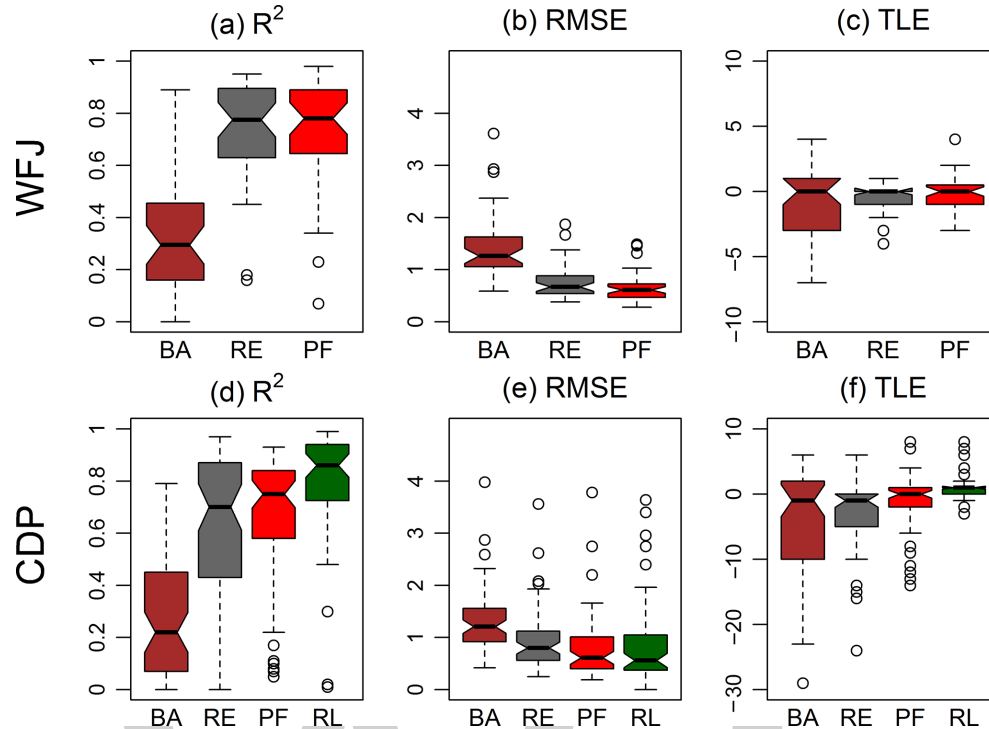 (a) R²
(b) RMSE
(c) TLE
WFJ
0 0.2 0.4 0.6 0.8 1
0 1 2 3 4
−10 −5 0 5 10
BA RE PF
BA RE PF
BA RE PF
(d) R²
(e) RMSE
(f) TLE
CDP
0 0.2 0.4 0.6 0.8 1
0 1 2 3 4
−30 −20 −10 0 10
BA RE PF RL
BA RE PF RL
BA RE PF RL